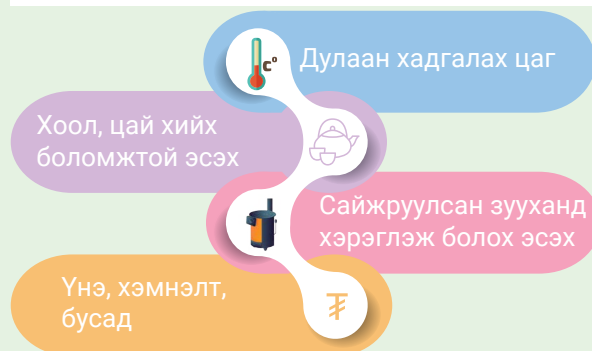 c°
Дулаан хадгалах цаг
Хоол, цай хийх
боломжтой эсэх
Сайжруулсан зууханд
хэрэглэж болох эсэх
Үнэ, хэмнэлт,
бусад
₮